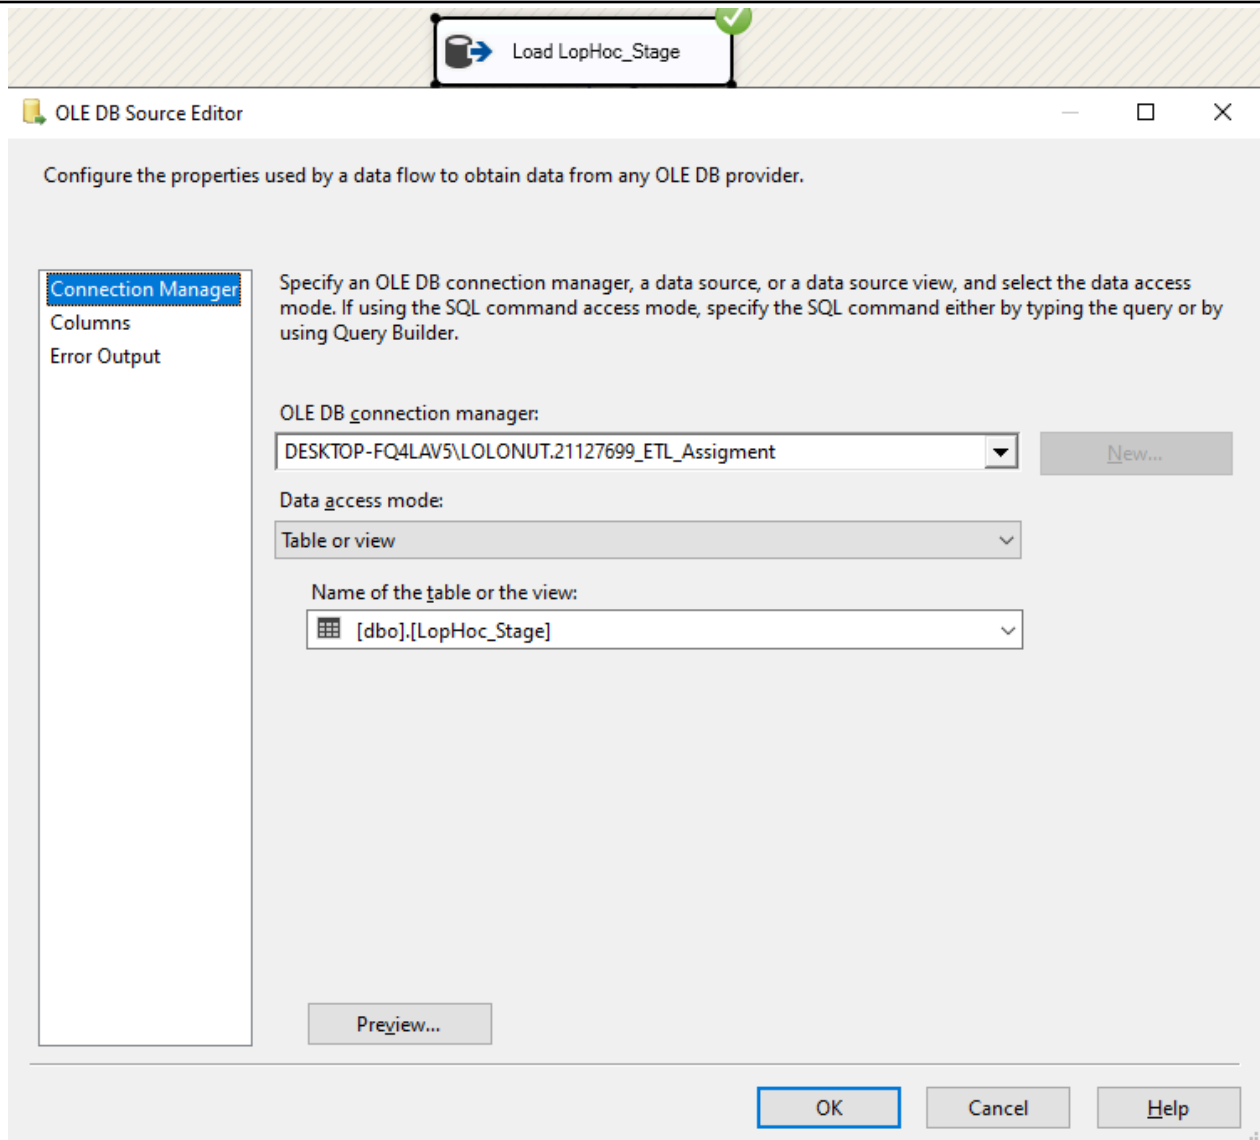 Load LopHoc_Stage
OLE DB Source Editor
Configure the properties used by a data flow to obtain data from any OLE DB provider.
Connection Manager
Columns
Error Output
Specify an OLE DB connection manager, a data source, or a data source view, and select the data access
mode. If using the SQL command access mode, specify the SQL command either by typing the query or by
using Query Builder.
OLE DB connection manager:
DESKTOP-FQ4LAV5\LOLONUT.21127699_ETL_Assigment
New...
Data access mode:
Table or view
Name of the table or the view:
[dbo].[LopHoc_Stage]
Preview...
OK
Cancel
Help